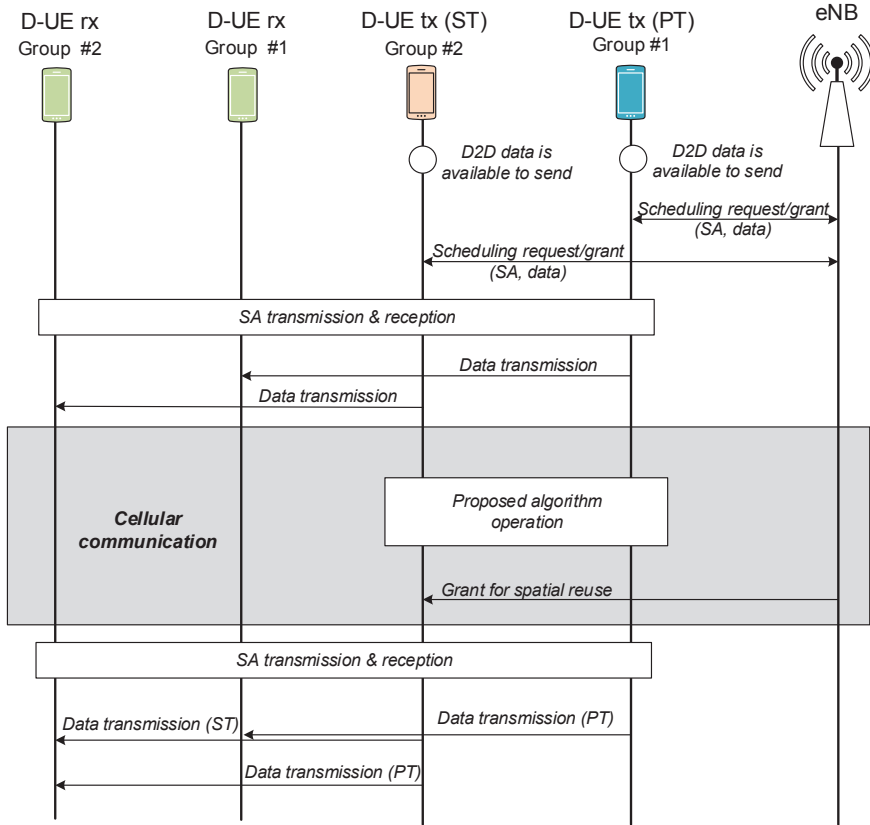 D-UE rx
Group #2
D-UE rx
Group #1
D-UE tx (ST)
Group #2
D-UE tx (PT)
Group #1
eNB
D2D data is
available to send
D2D data is
available to send
Scheduling request/grant
(SA, data)
Scheduling request/grant
(SA, data)
SA transmission & reception
Data transmission
Data transmission
Proposed algorithm
operation
Cellular
communication
Grant for spatial reuse
SA transmission & reception
Data transmission (ST)
Data transmission (PT)
Data transmission (PT)